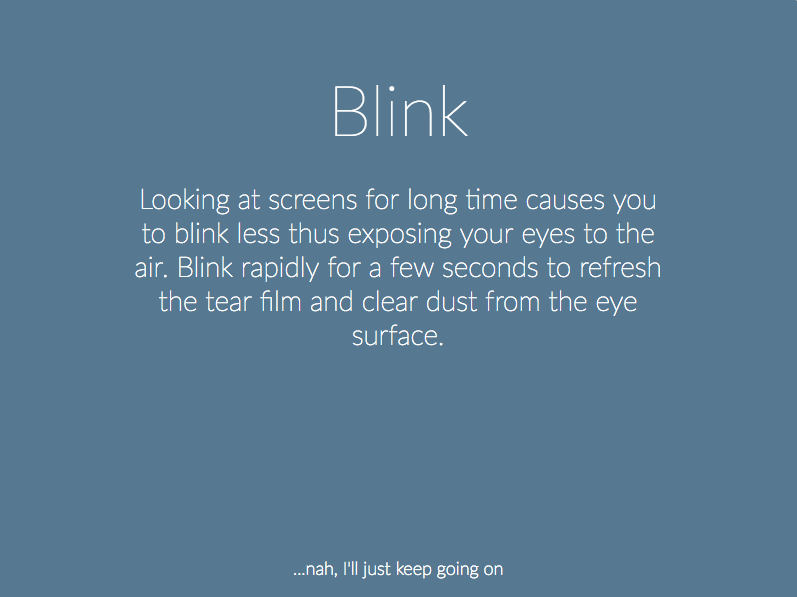 Blink
Looking at screens for long time causes you
to blink less thus exposing your eyes to the
air. Blink rapidly for a few seconds to refresh
the tear film and clear dust from the eye
surface.
...nah, I'll just keep going on